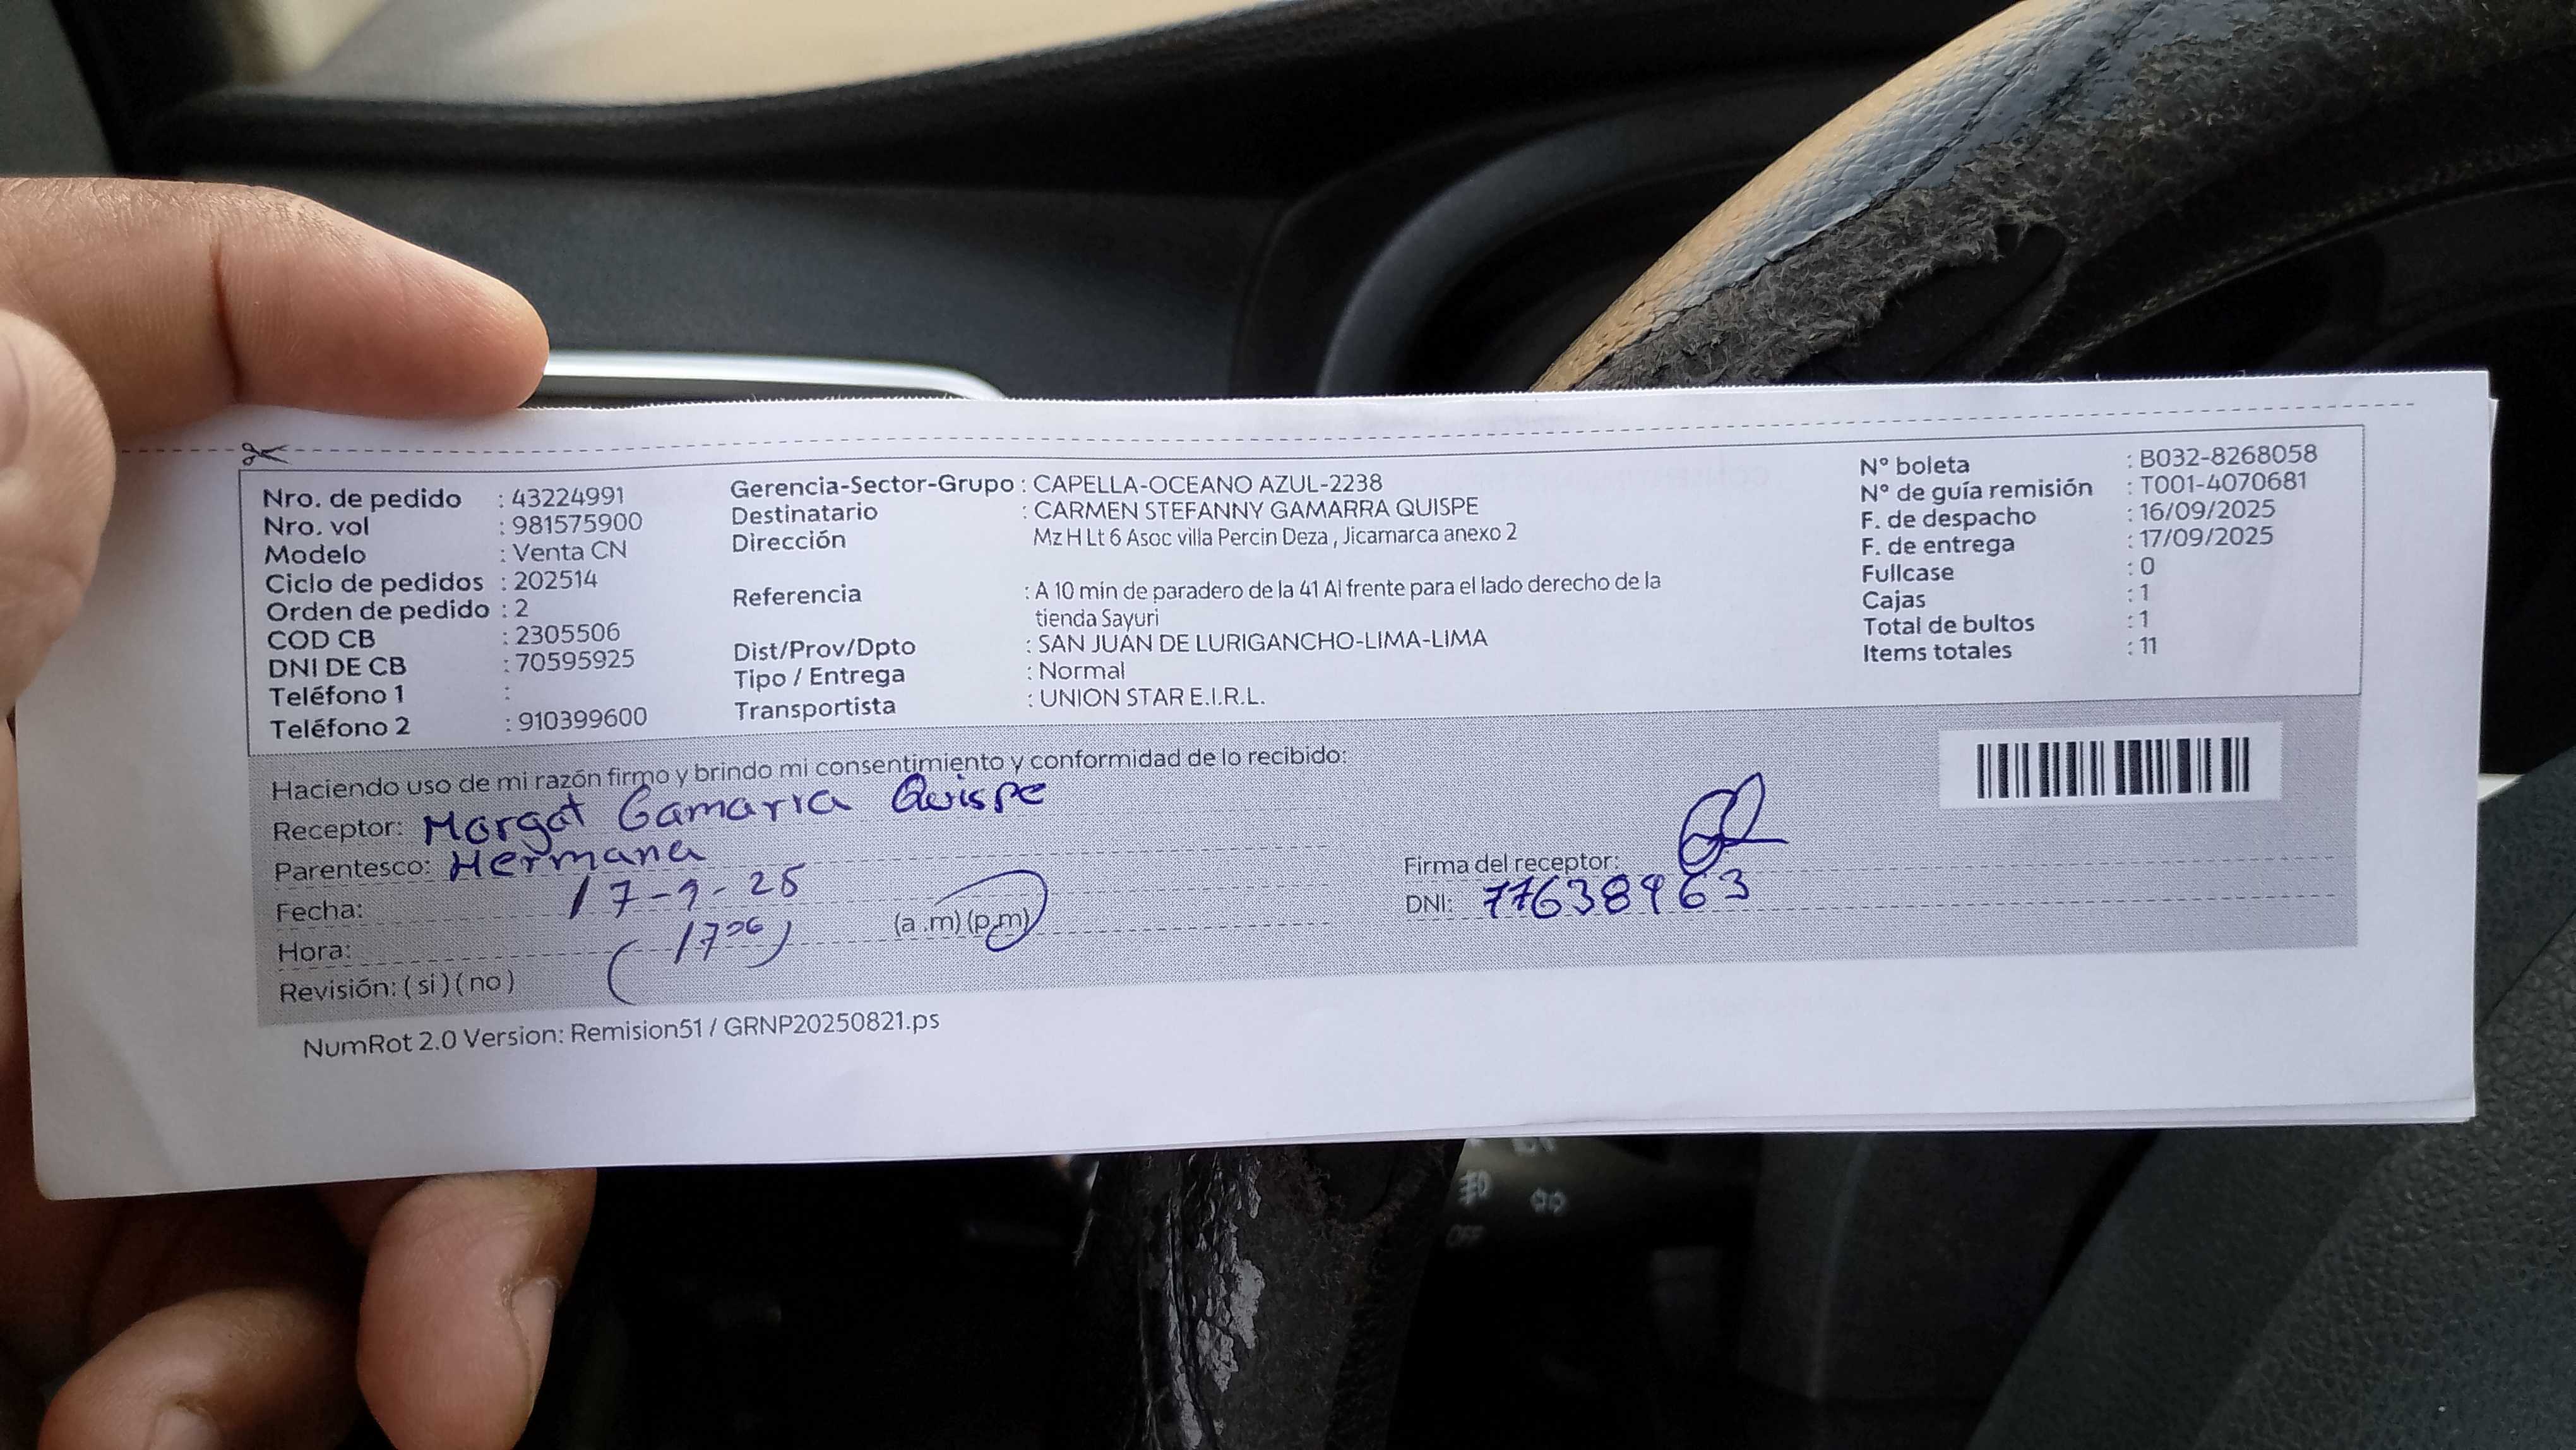 Nro. de pedido : 43224991
Nro. vol : 981575900
Modelo : Venta CN
Ciclo de pedidos : 202514
Orden de pedido : 2
COD CB : 2305506
DNI DE CB : 70595925
Teléfono 1 :
Teléfono 2 : 910399600
Gerencia-Sector-Grupo : CAPELLA-OCEANO AZUL-2238
Destinatario : CARMEN STEFANNY GAMARRA QUISPE
Dirección Mz H Lt 6 Asoc villa Percin Deza , Jicamarca anexo 2
Referencia : A 10 min de paradero de la 41 Al frente para el lado derecho de la
tienda Sayuri
Dist/Prov/Dpto : SAN JUAN DE LURIGANCHO-LIMA-LIMA
Tipo / Entrega : Normal
Transportista : UNION STAR E.I.R.L.
N° boleta : B032-8268058
N° de guía remisión : T001-4070681
F. de despacho : 16/09/2025
F. de entrega : 17/09/2025
Fullcase : 0
Cajas : 1
Total de bultos : 1
Items totales : 11
Haciendo uso de mi razón firmo y brindo mi consentimiento y conformidad de lo recibido:
Receptor: Margot Gamarra Quispe
Parentesco: Hermana
Fecha: 17-9-25
Hora: (17:06) (a .m) (p.m)
Revisión: ( si ) ( no )
Firma del receptor:
DNI: 77638963
NumRot 2.0 Version: Remision51 / GRNP20250821.ps
OFF